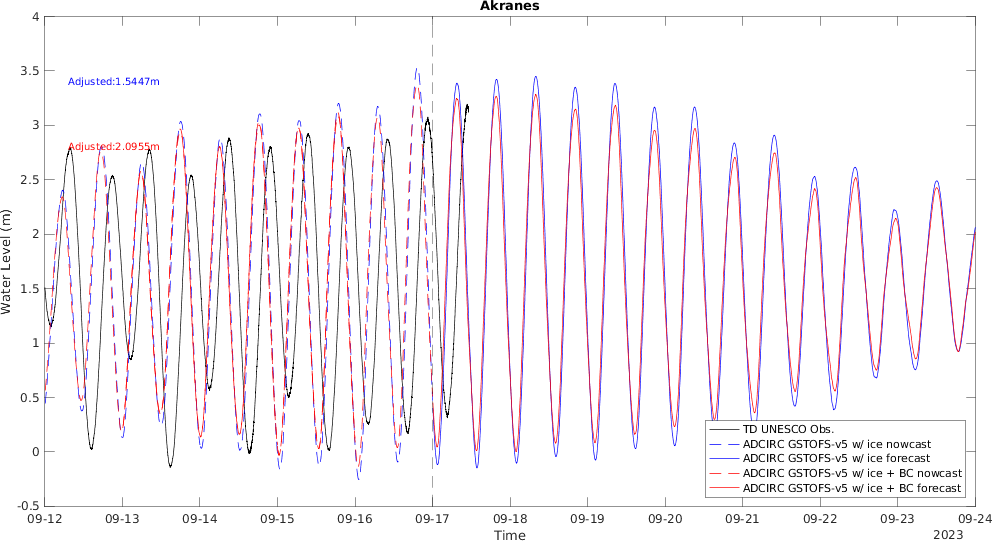 Akranes
4
3.5
3
2.5
2
1.5
1
0.5
0
-0.5
Water Level (m)
Adjusted:1.5447m
Adjusted:2.0955m
TD UNESCO Obs.
ADCIRC GSTOFS-v5 w/ ice nowcast
ADCIRC GSTOFS-v5 w/ ice forecast
ADCIRC GSTOFS-v5 w/ ice + BC nowcast
ADCIRC GSTOFS-v5 w/ ice + BC forecast
09-12 09-13 09-14 09-15 09-16 09-17 09-18 09-19 09-20 09-21 09-22 09-23 09-24
Time
2023